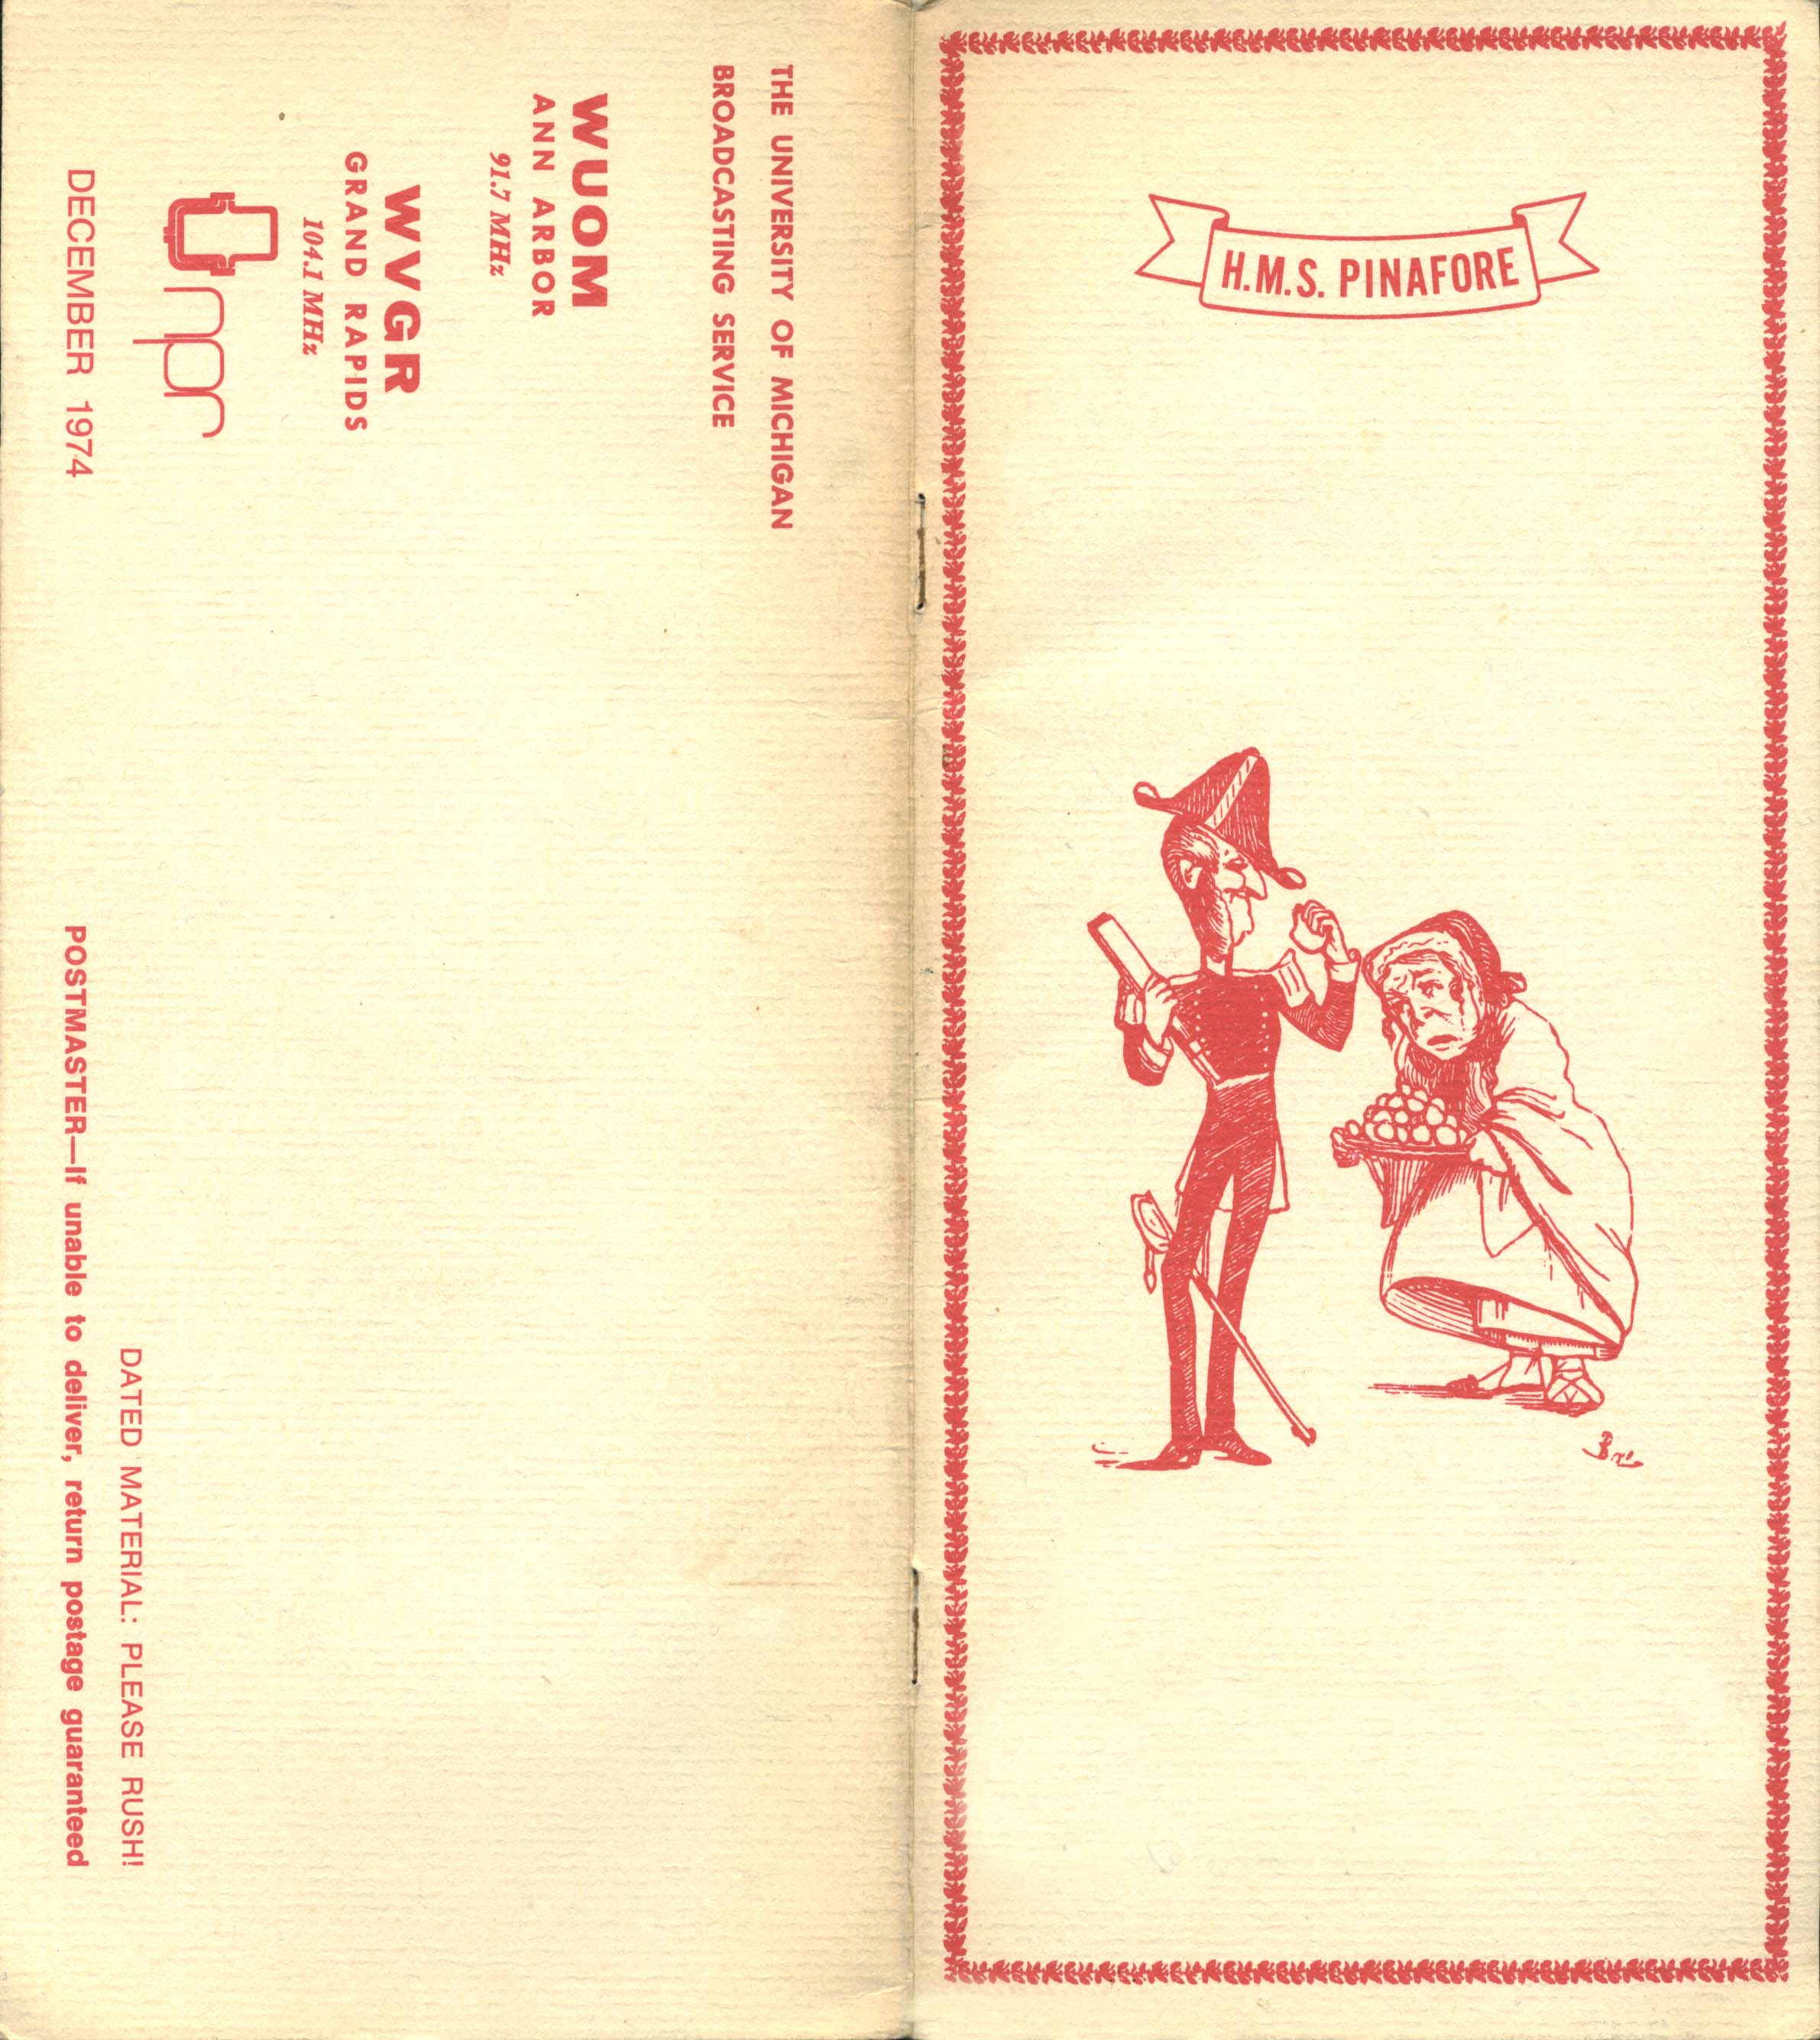 THE UNIVERSITY OF MICHIGAN
BROADCASTING SERVICE
WUOM
ANN ARBOR
91.7 MHz
WVGR
GRAND RAPIDS
104.1 MHz
npr
DECEMBER 1974
DATED MATERIAL: PLEASE RUSH!
POSTMASTER—If unable to deliver, return postage guaranteed
H.M.S. PINAFORE